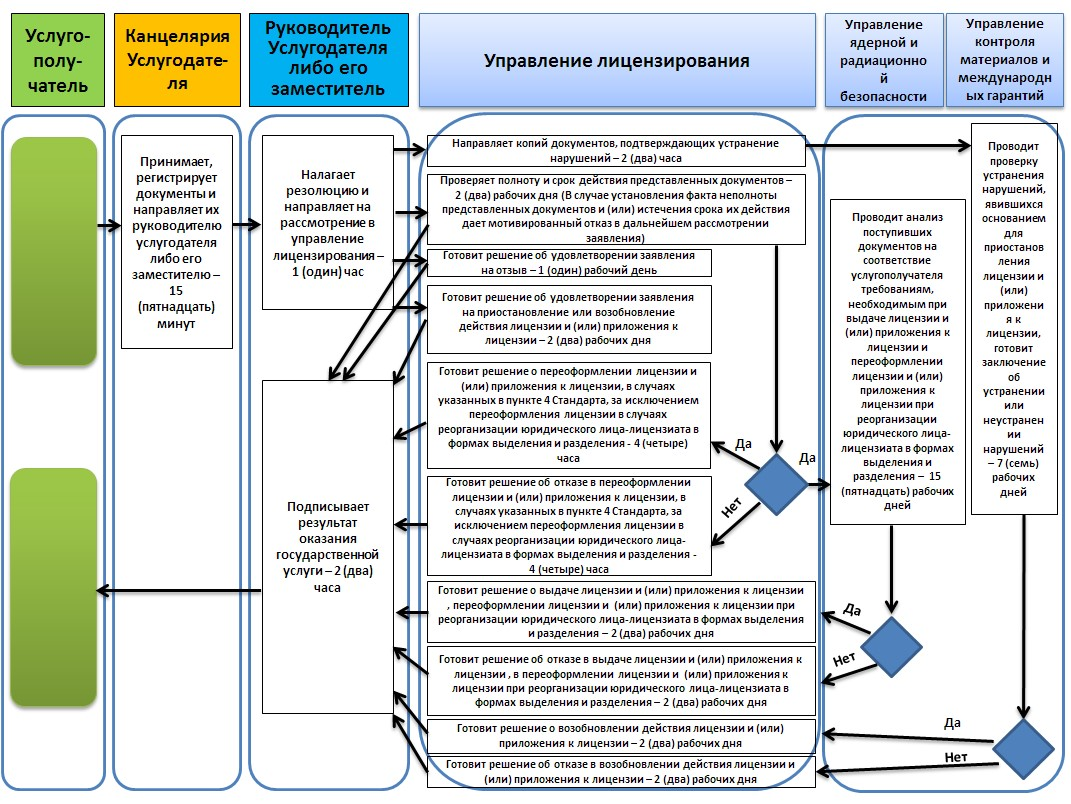 Услуго-
полу-
чатель
Канцелярия
Услугодате-
ля
Руководитель
Услугодателя
либо его
заместитель
Управление лицензирования
Управление
ядерной и
радиационно
й
безопасности
Управление
контроля
материалов и
международн
ых гарантий
Принимает,
регистрирует
документы и
направляет их
руководителю
услугодателя
либо его
заместителю –
15
(пятнадцать)
минут
Налагает
резолюцию и
направляет на
рассмотрение в
управление
лицензирования –
1 (один) час
Подписывает
результат
оказания
государственной
услуги – 2 (два)
часа
Направляет копий документов, подтверждающих устранение
нарушений – 2 (два) часа
Проверяет полноту и срок действия представленных документов –
2 (два) рабочие дня (В случае установления факта неполноты
представленных документов и (или) истечения срока их действия
дает мотивированный отказ в дальнейшем рассмотрении
заявления)
Готовит решение об удовлетворении заявления
на отзыв – 1 (один) рабочий день
Готовит решение об удовлетворении заявления
на приостановление или возобновление
действия лицензии и (или) приложения к
лицензии – 2 (два) рабочих дня
Готовит решение о переоформлении лицензии и
(или) приложения к лицензии, в случаях
указанных в пункте 4 Стандарта, за исключением
переоформления лицензии в случаях
реорганизации юридического лица-лицензиата в
формах выделения и разделения - 4 (четыре)
часа
Готовит решение об отказе в переоформлении
лицензии и (или) приложения к лицензии, в
случаях указанных в пункте 4 Стандарта, за
исключением переоформления лицензии в
случаях реорганизации юридического лица-
лицензиата в формах выделения и разделения -
4 (четыре) часа
Готовит решение о выдаче лицензии и (или) приложения к лицензии
, переоформлении лицензии и (или) приложения к лицензии при
реорганизации юридического лица-лицензиата в формах выделения
и разделения – 2 (два) рабочих дня
Готовит решение об отказе в выдаче лицензии и (или) приложения к
лицензии , в переоформлении лицензии и (или) приложения к
лицензии при реорганизации юридического лица-лицензиата в
формах выделения и разделения – 2 (два) рабочих дня
Готовит решение о возобновлении действия лицензии и (или)
приложения к лицензии – 2 (два) рабочих дня
Готовит решение об отказе в возобновлении действия лицензии и
(или) приложения к лицензии – 2 (два) рабочих дня
Да
Да
Нет
Проводит анализ
поступивших
документов на
соответствие
услугополучателя
требованиям,
необходимым при
выдаче лицензии и
(или) приложения к
лицензии и
переоформлении
лицензии и (или)
приложения к
лицензии при
реорганизации
юридического лица-
лицензиата в формах
выделения и
разделения – 15
(пятнадцать) рабочих
дней
Да
Нет
Проводит
проверку
устранения
нарушений,
явившихся
основанием
для
приостанов
ления
лицензии и
(или)
приложени
я к
лицензии,
готовит
заключение
об
устранении
или
неустранен
ии
нарушений
– 7 (семь)
рабочих
дней
Да
Нет